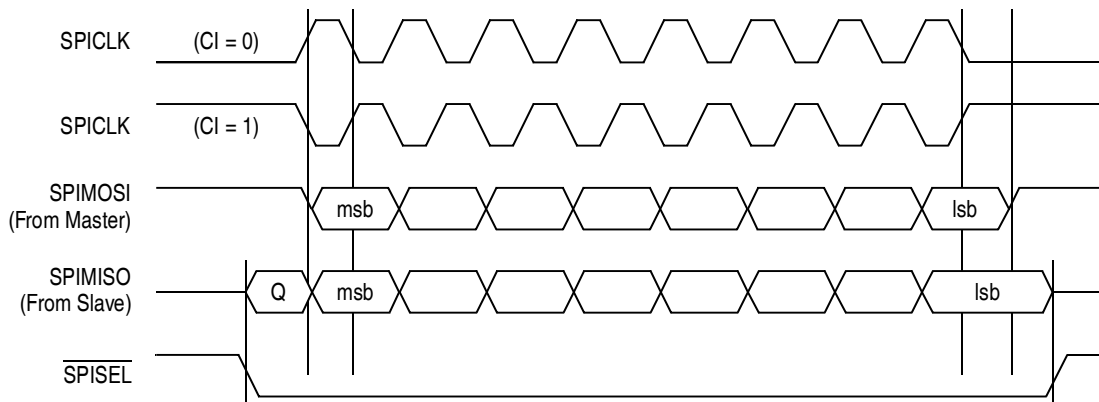 SPICLK (CI = 0)
SPICLK (CI = 1)
SPIMOSI
(From Master)
msb lsb
SPIMISO
(From Slave)
Q msb lsb
SPISEL